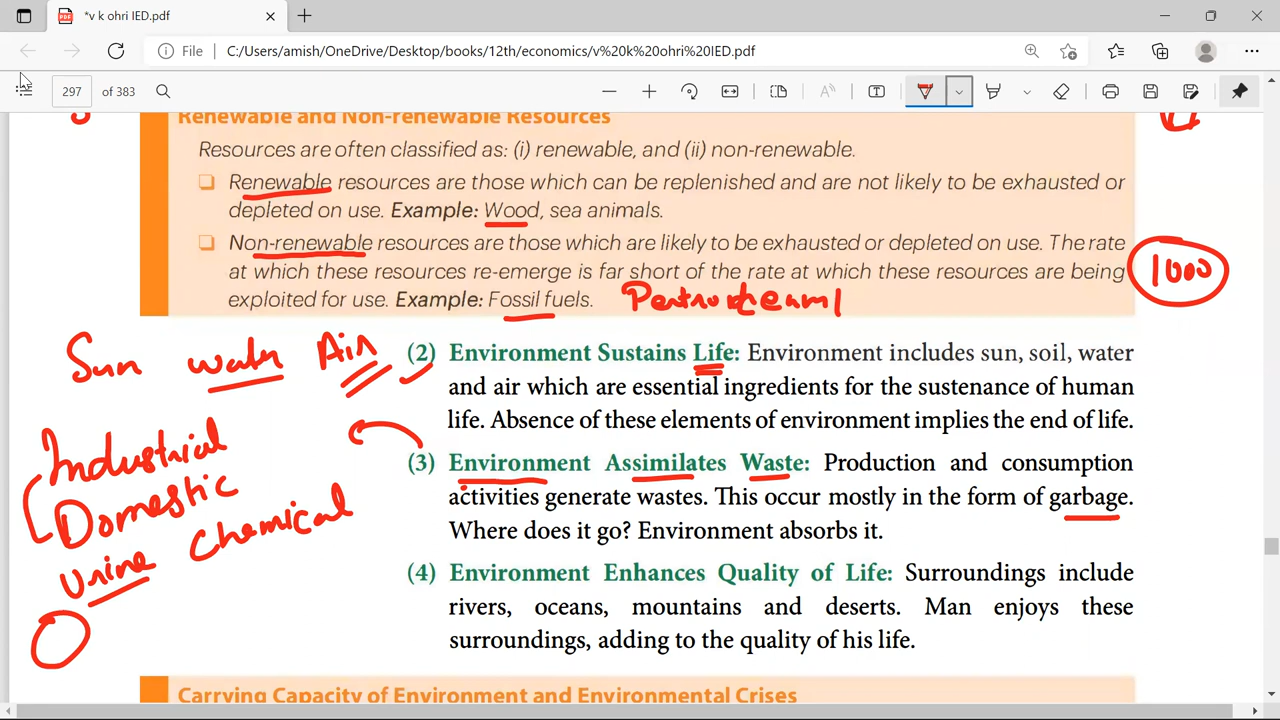 *v k ohri IED.pdf
File C:/Users/amish/OneDrive/Desktop/books/12th/economics/v%20k%20ohri%20IED.pdf
297 of 383
Renewable and Non-renewable Resources
Resources are often classified as: (i) renewable, and (ii) non-renewable.
Renewable resources are those which can be replenished and are not likely to be exhausted or
depleted on use. Example: Wood, sea animals.
Non-renewable resources are those which are likely to be exhausted or depleted on use. The rate
at which these resources re-emerge is far short of the rate at which these resources are being
exploited for use. Example: Fossil fuels.
1000
Sun water Air
(2) Environment Sustains Life: Environment includes sun, soil, water
and air which are essential ingredients for the sustenance of human
life. Absence of these elements of environment implies the end of life.
Industrial
Domestic
Urine Chemical
(3) Environment Assimilates Waste: Production and consumption
activities generate wastes. This occur mostly in the form of garbage.
Where does it go? Environment absorbs it.
(4) Environment Enhances Quality of Life: Surroundings include
rivers, oceans, mountains and deserts. Man enjoys these
surroundings, adding to the quality of his life.
Carrying Capacity of Environment and Environmental Crises